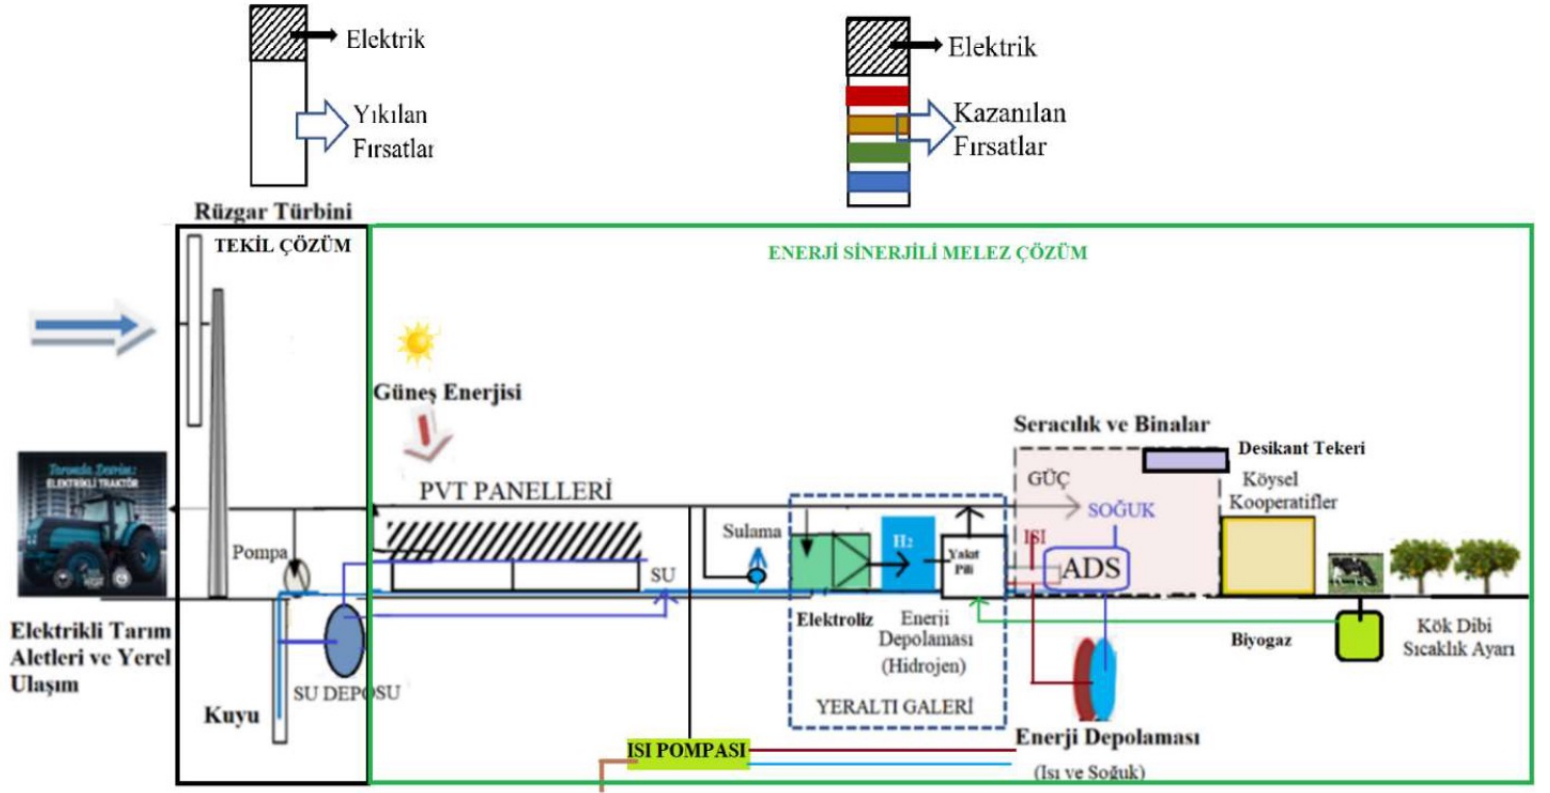 Elektrik
Yıkılan
Fırsatlar
Elektrik
Kazanılan
Fırsatlar
Rüzgar Türbini
TEKİL ÇÖZÜM
ENERJİ SİNERJİLİ MELEZ ÇÖZÜM
Güneş Enerjisi
PVT PANELLERİ
Seracılık ve Binalar
Desikant Tekeri
Köysel
Kooperatifler
GÜÇ
SOĞUK
ISI
ADS
Tarımda Devrim:
ELEKTRİKLİ TRAKTÖR
Pompa
SU
Sulama
H₂
Yakıt
Pili
Elektroliz
Enerji
Depolaması
(Hidrojen)
YERALTI GALERİ
Biyogaz
Kök Dibi
Sıcaklık Ayarı
Elektrikli Tarım
Aletleri ve Yerel
Ulaşım
SU DEPOSU
Kuyu
ISI POMPASI
Enerji Depolaması
(Isı ve Soğuk)